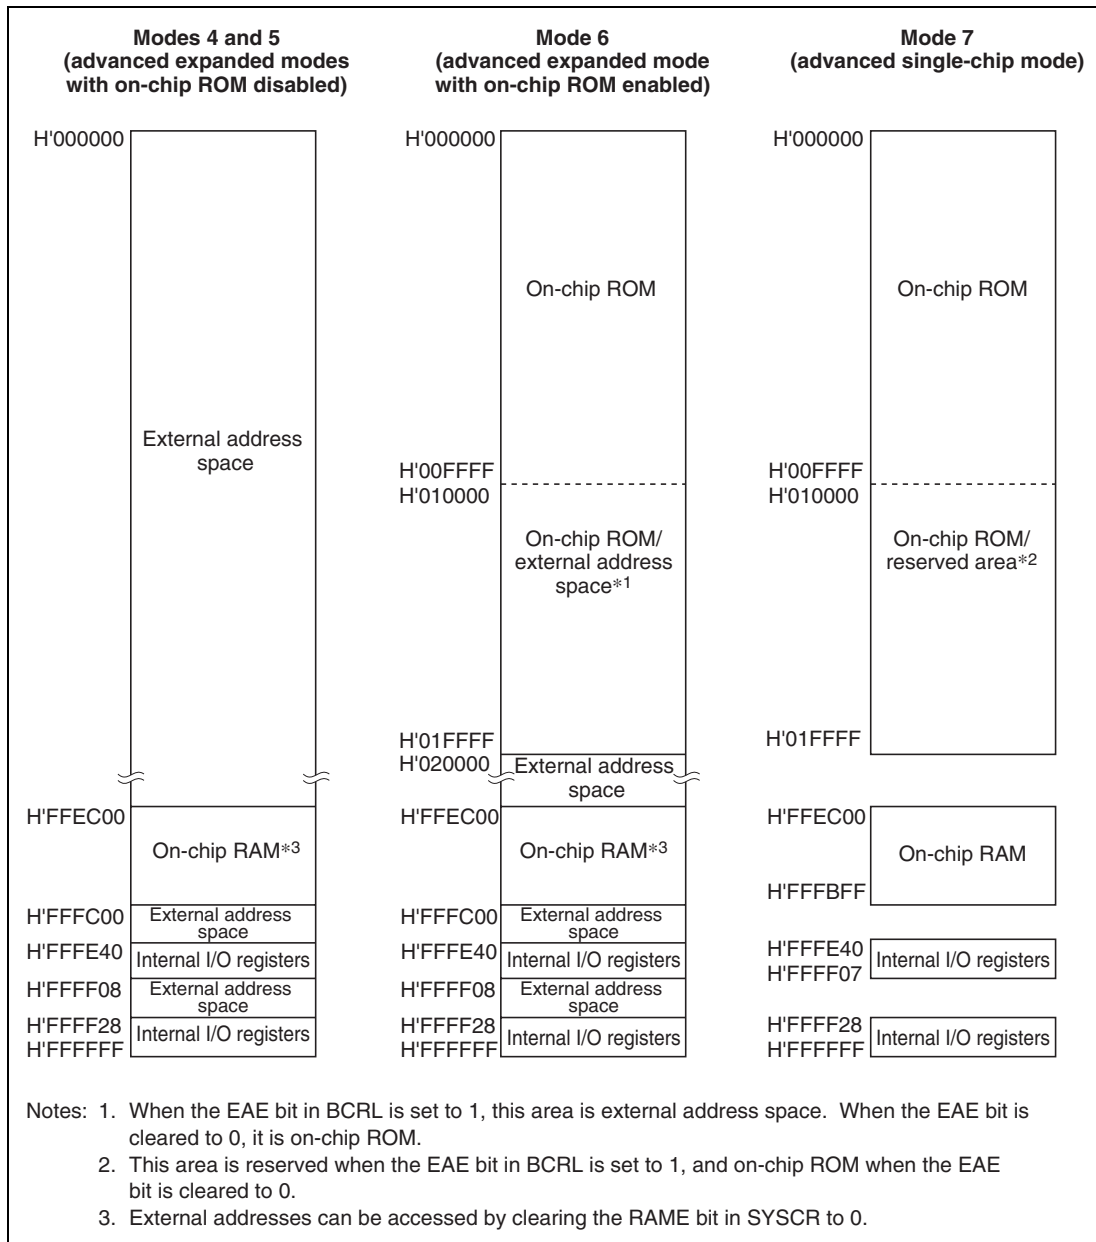 Modes 4 and 5
(advanced expanded modes
with on-chip ROM disabled)
Mode 6
(advanced expanded mode
with on-chip ROM enabled)
Mode 7
(advanced single-chip mode)
H'000000
External address
space
H'FFEC00
On-chip RAM*3
H'FFFC00
External address
space
H'FFFE40
Internal I/O registers
H'FFFF08
External address
space
H'FFFF28
Internal I/O registers
H'FFFFFF
H'000000
On-chip ROM
H'00FFFF
H'010000
On-chip ROM/
external address
space*1
H'01FFFF
H'020000
External address
space
H'FFEC00
On-chip RAM*3
H'FFFC00
External address
space
H'FFFE40
Internal I/O registers
H'FFFF08
External address
space
H'FFFF28
Internal I/O registers
H'FFFFFF
H'000000
On-chip ROM
H'00FFFF
H'010000
On-chip ROM/
reserved area*2
H'01FFFF
H'FFEC00
On-chip RAM
H'FFFBFF
H'FFFE40
Internal I/O registers
H'FFFF07
H'FFFF28
Internal I/O registers
H'FFFFFF
Notes: 1. When the EAE bit in BCRL is set to 1, this area is external address space. When the EAE bit is
cleared to 0, it is on-chip ROM.
2. This area is reserved when the EAE bit in BCRL is set to 1, and on-chip ROM when the EAE
bit is cleared to 0.
3. External addresses can be accessed by clearing the RAME bit in SYSCR to 0.